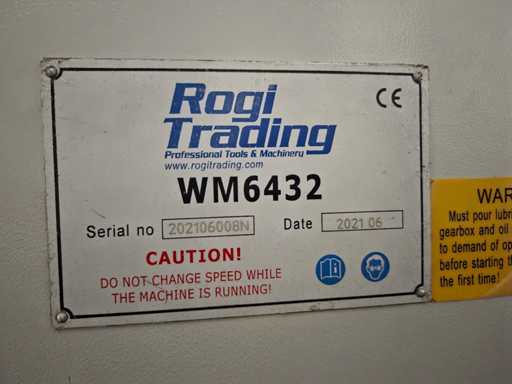 Rogi
Trading
Professional Tools & Machinery
www.rogitrading.com
CE
WM6432
Serial no 202106008N Date 2021 06
CAUTION!
DO NOT CHANGE SPEED WHILE
THE MACHINE IS RUNNING!
WAR
Must pour lubri
gearbox and oil
to demand of op
before starting th
the first time!